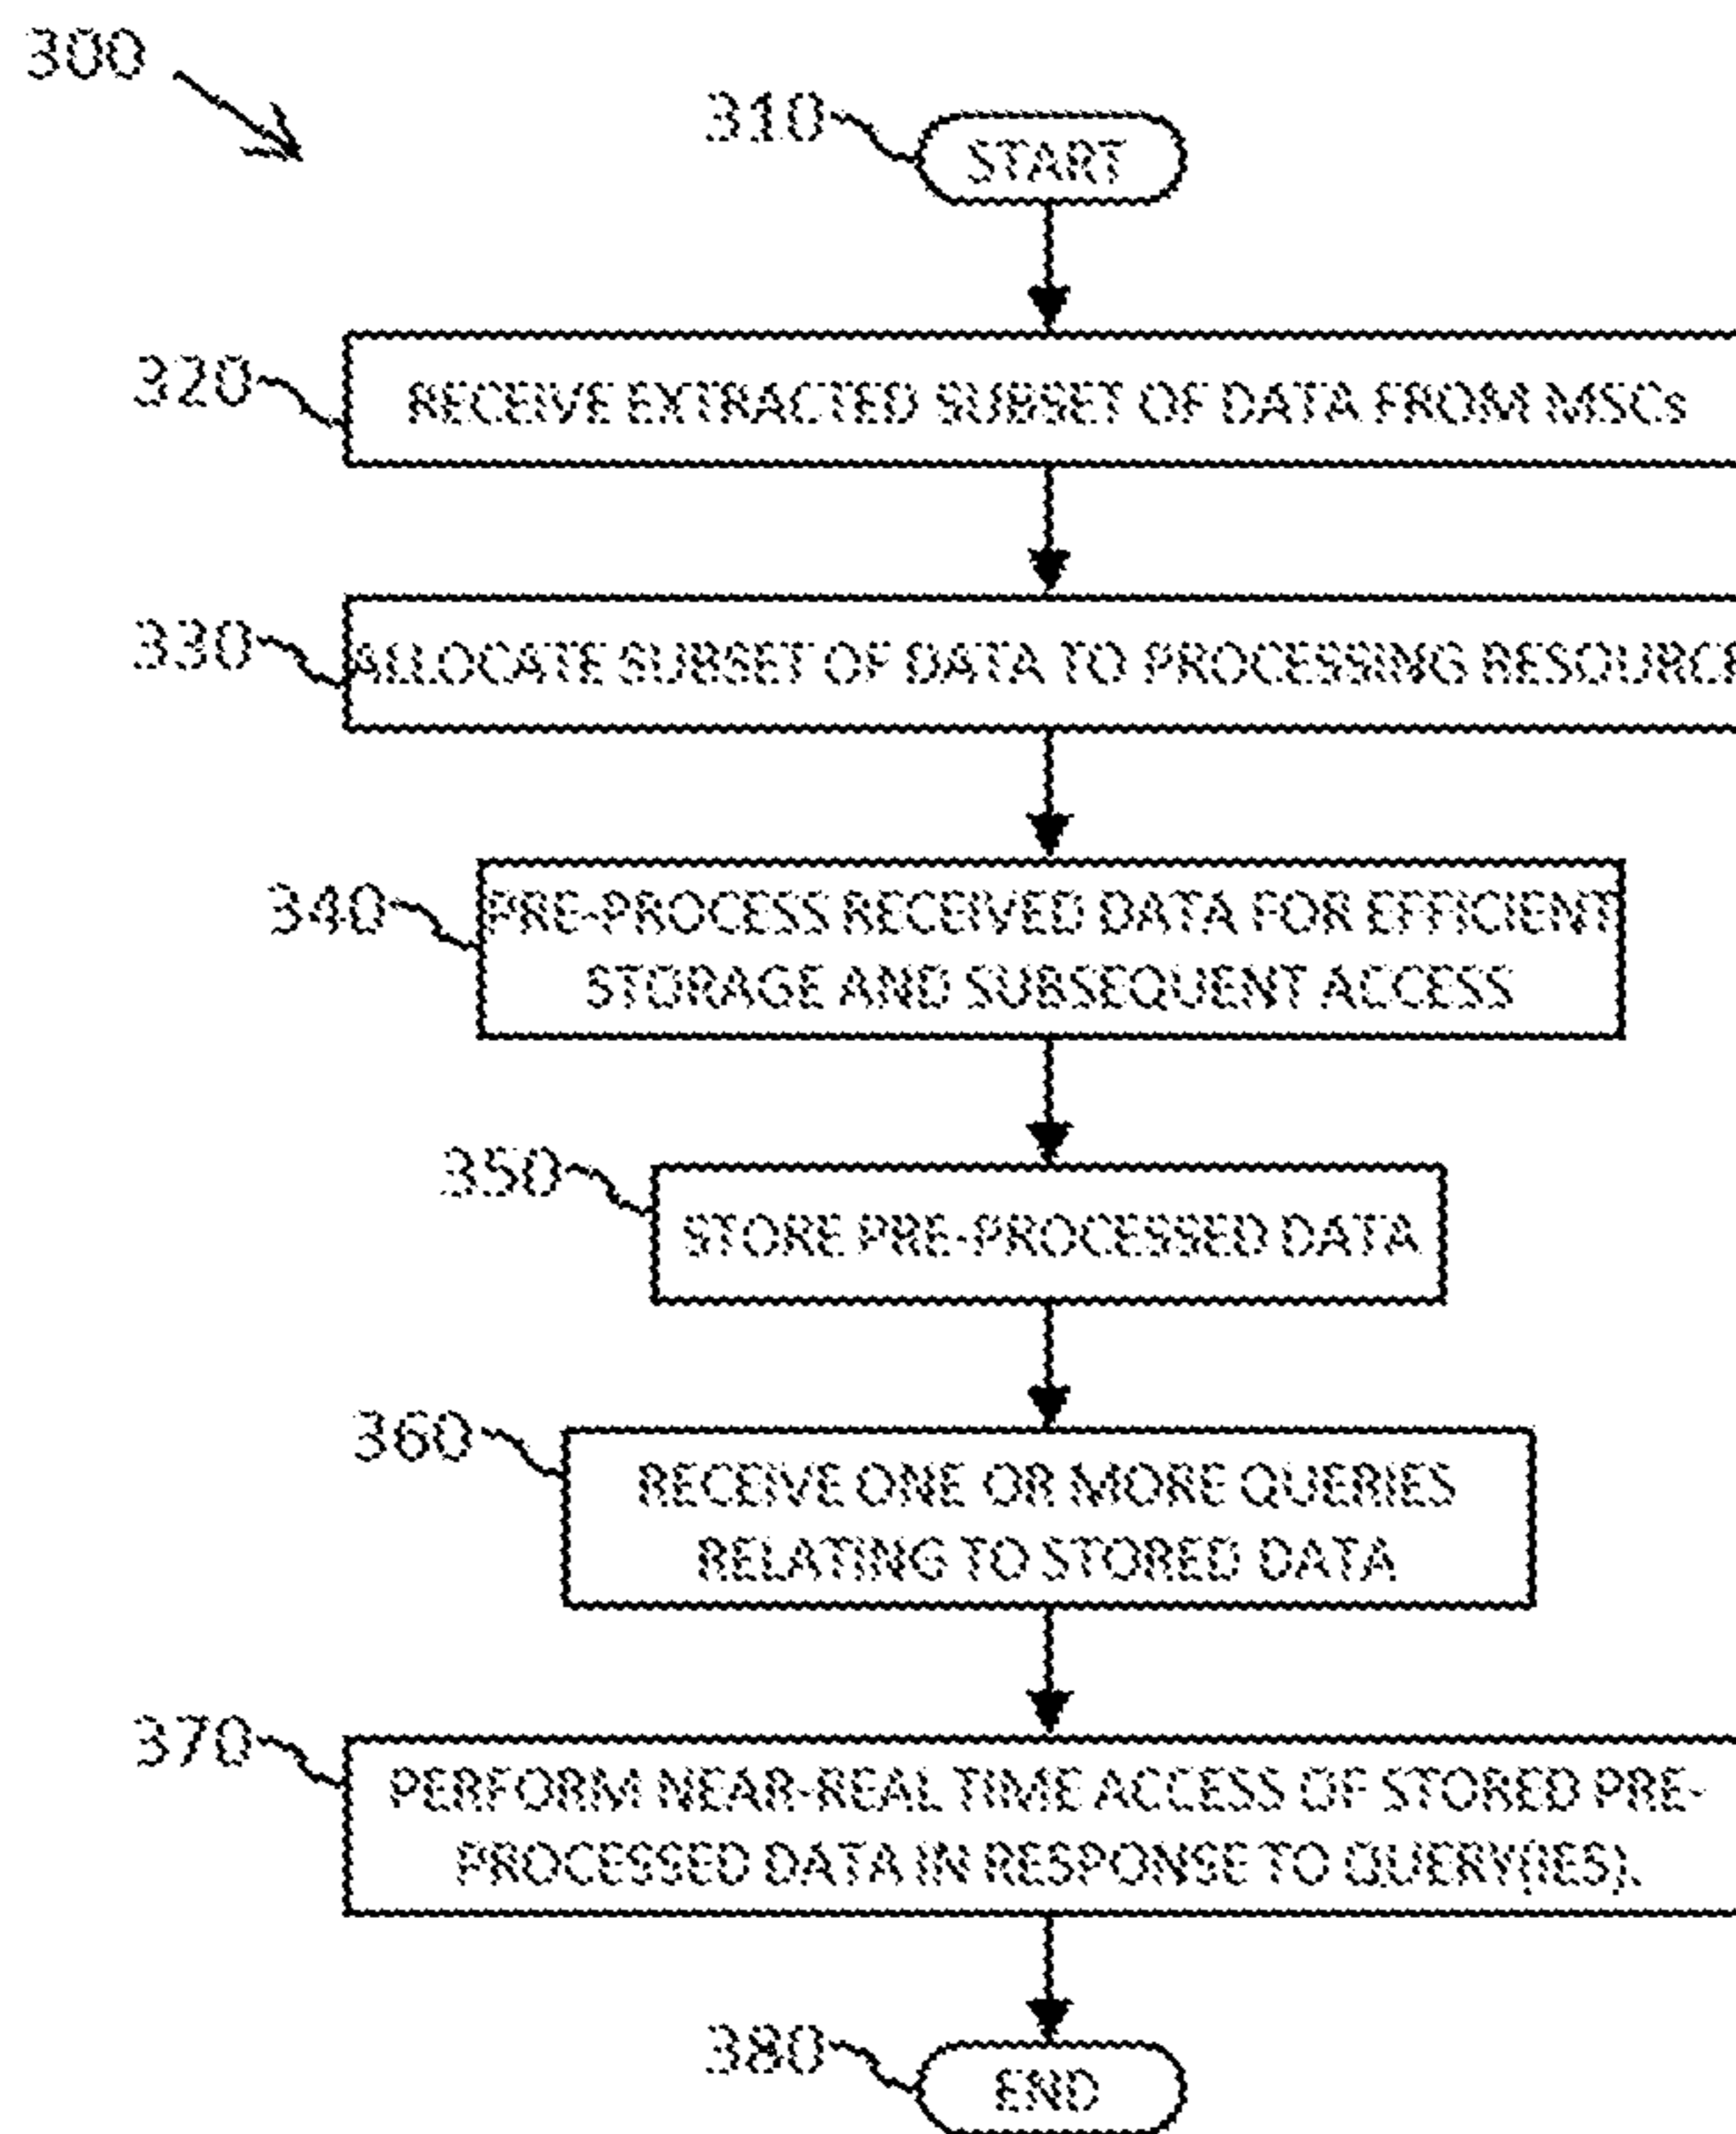 300
310
START
320
RECEIVE EXTRACTED SUBSET OF DATA FROM MSCs
330
ALLOCATE SUBSET OF DATA TO PROCESSING
340
PRE-PROCESS RECEIVED DATA FOR EFFICIENT
STORAGE AND SUBSEQUENT ACCESS
350
STORE PRE-PROCESSED DATA
360
RECEIVE ONE OR MORE QUERIES
RELATING TO STORED DATA
370
PERFORM NEAR-REAL TIME ACCESS OF STORED PRE-
PROCESSED DATA IN RESPONSE TO QUERY(IES).
380
END